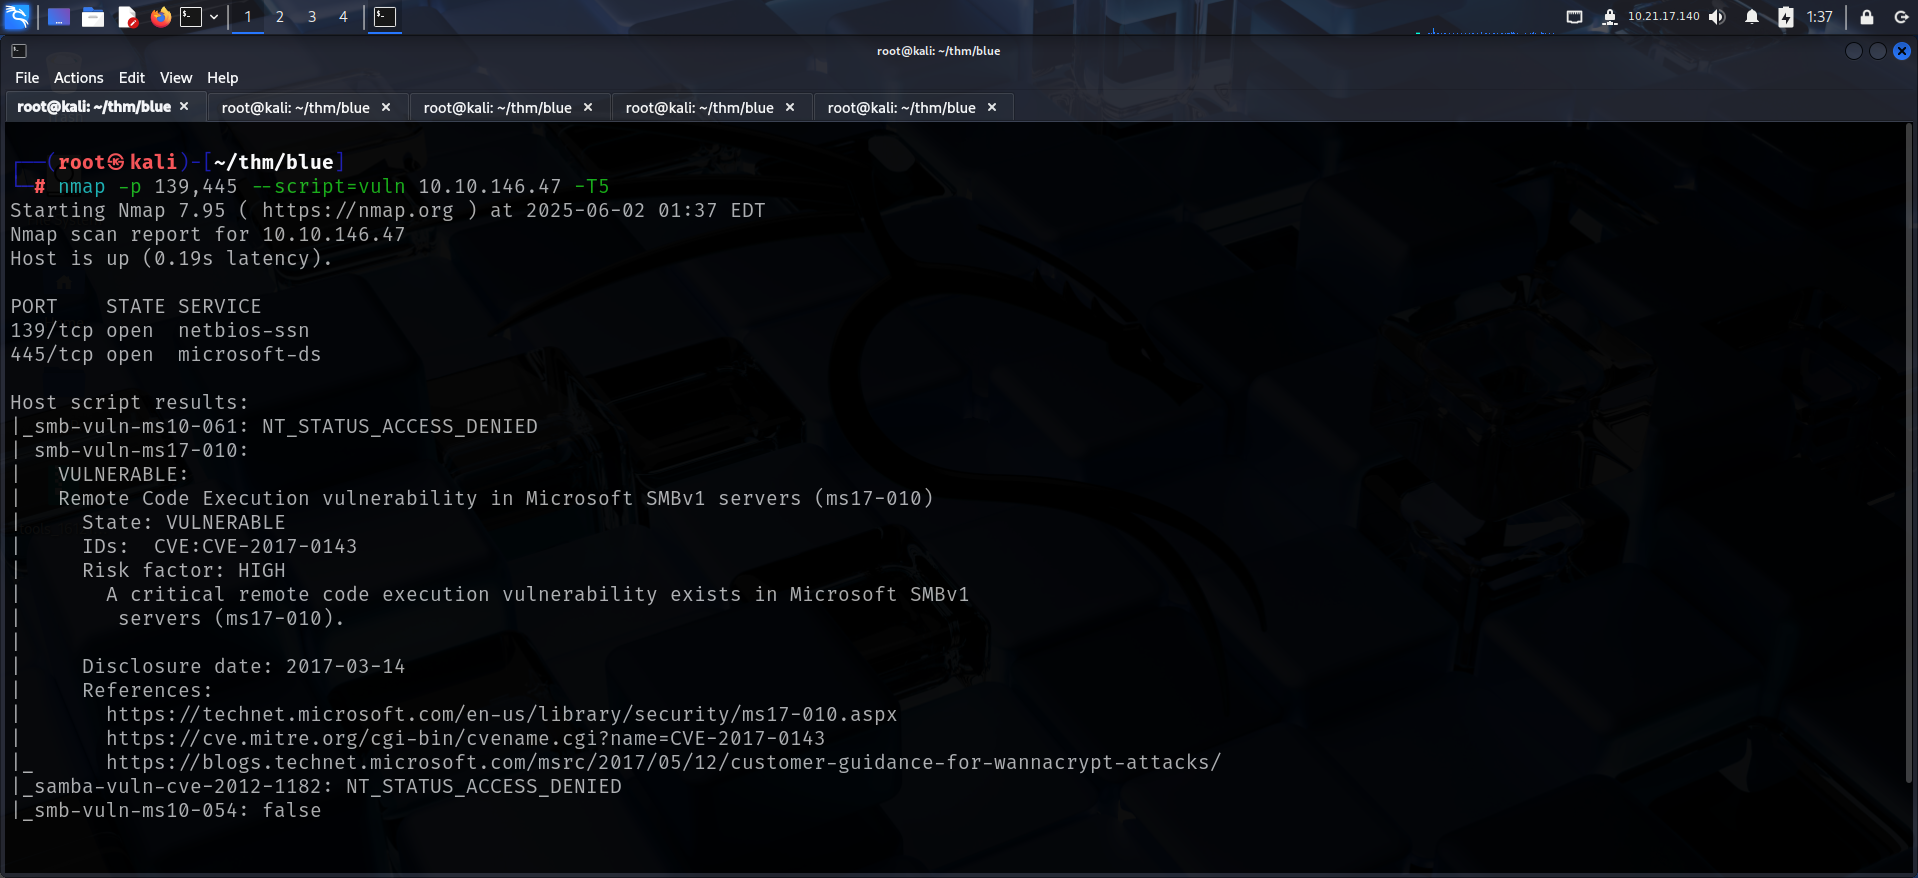 1 2 3 4 10.21.17.140 1:37
root@kali: ~/thm/blue
File Actions Edit View Help
root@kali: ~/thm/blue × root@kali: ~/thm/blue × root@kali: ~/thm/blue × root@kali: ~/thm/blue × root@kali: ~/thm/blue ×
┌──(root㉿kali)-[~/thm/blue]
└─# nmap -p 139,445 --script=vuln 10.10.146.47 -T5
Starting Nmap 7.95 ( https://nmap.org ) at 2025-06-02 01:37 EDT
Nmap scan report for 10.10.146.47
Host is up (0.19s latency).
PORT    STATE SERVICE
139/tcp open  netbios-ssn
445/tcp open  microsoft-ds
Host script results:
|_smb-vuln-ms10-061: NT_STATUS_ACCESS_DENIED
| smb-vuln-ms17-010:
|   VULNERABLE:
|   Remote Code Execution vulnerability in Microsoft SMBv1 servers (ms17-010)
|     State: VULNERABLE
|     IDs:  CVE:CVE-2017-0143
|     Risk factor: HIGH
|       A critical remote code execution vulnerability exists in Microsoft SMBv1
|        servers (ms17-010).
|
|     Disclosure date: 2017-03-14
|     References:
|       https://technet.microsoft.com/en-us/library/security/ms17-010.aspx
|       https://cve.mitre.org/cgi-bin/cvename.cgi?name=CVE-2017-0143
|_      https://blogs.technet.microsoft.com/msrc/2017/05/12/customer-guidance-for-wannacrypt-attacks/
|_samba-vuln-cve-2012-1182: NT_STATUS_ACCESS_DENIED
|_smb-vuln-ms10-054: false